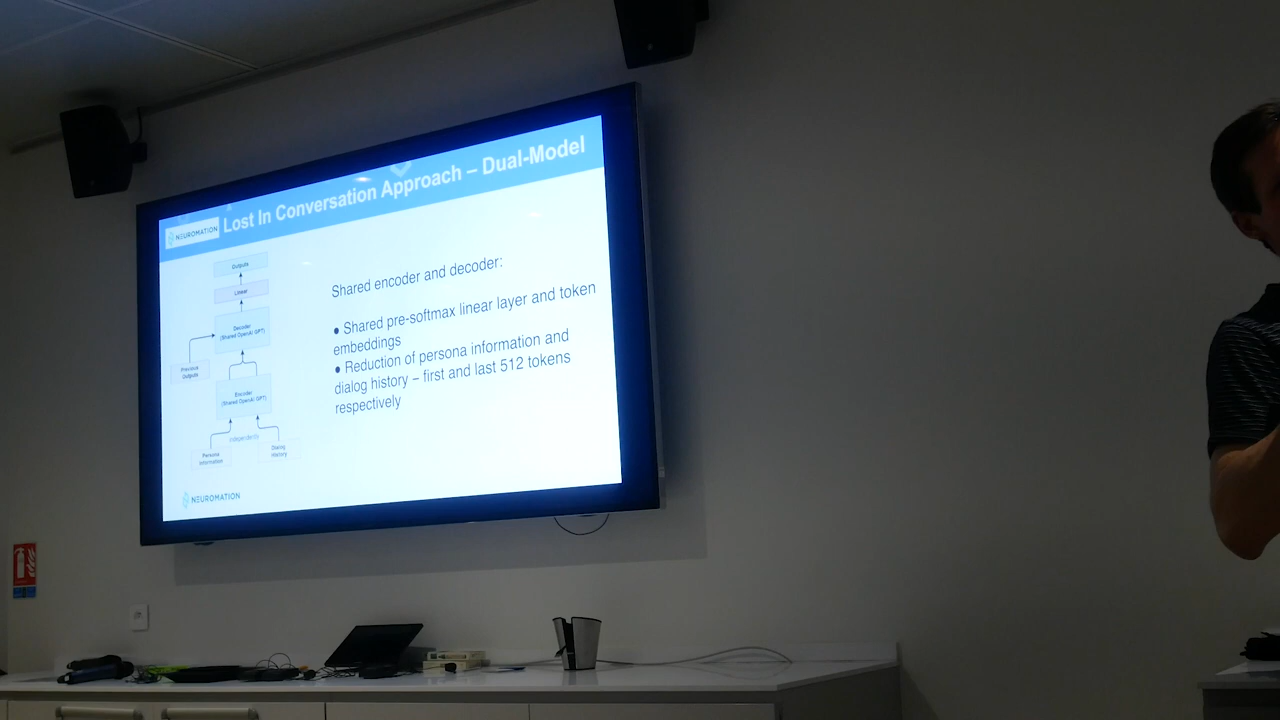 Lost In Conversation Approach – Dual-Model
NEUROMATION
Outputs
Linear
Decoder
(Shared OpenAI GPT)
Previous
Outputs
Encoder
(Shared OpenAI GPT)
independently
Persona
Information
Dialog
History
Shared encoder and decoder:
● Shared pre-softmax linear layer and token
embeddings
● Reduction of persona information and
dialog history – first and last 512 tokens
respectively
NEUROMATION